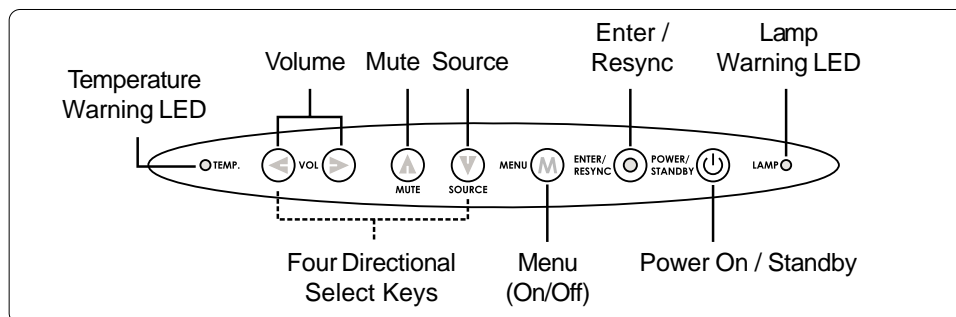 Enter /
Resync
Lamp
Warning LED
Volume
Mute
Source
Temperature
Warning LED
TEMP.
VOL
MUTE
SOURCE
MENU
M
ENTER/
RESYNC
POWER/
STANDBY
LAMP
Four Directional
Select Keys
Menu
(On/Off)
Power On / Standby